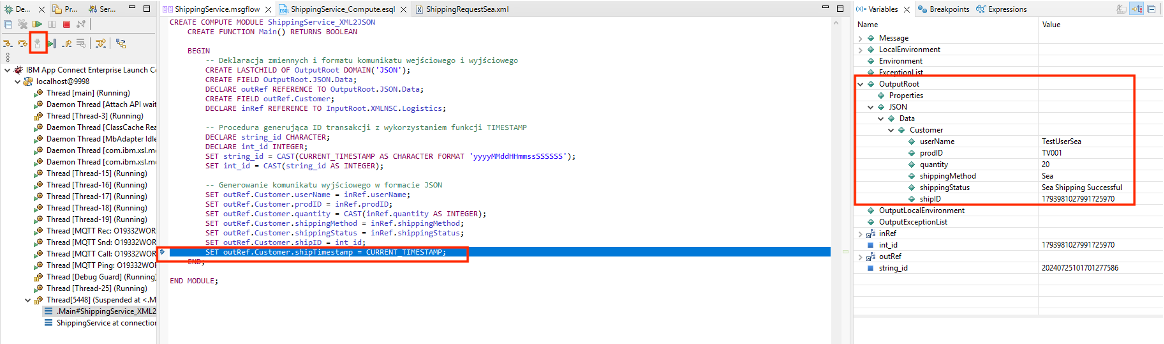 De...
Pr...
Ser...
IBM App Connect Enterprise Launch Co
localhost@9998
Thread [main] (Running)
Daemon Thread [Attach API wait
Thread [Thread-3] (Running)
Daemon Thread [ClassCache Rea
Daemon Thread [MbAdapter Idle
Daemon Thread [com.ibm.xsl.mo
Daemon Thread [com.ibm.xsl.me
Thread [Thread-15] (Running)
Thread [Thread-16] (Running)
Thread [Thread-17] (Running)
Thread [Thread-18] (Running)
Thread [Thread-19] (Running)
Thread [MQTT Rec: O19332WOR
Thread [MQTT Snd: O19332WOR
Thread [MQTT Call: O19332WOR
Thread [MQTT Ping: O19332WOR
Thread [Debug Guard] (Running)
Thread [Thread-25] (Running)
Thread[5448] (Suspended at <.M
.Main#ShippingService_XML2
ShippingService at connection
ShippingService.msgflow
ShippingService_Compute.esql
ShippingRequestSea.xml
CREATE COMPUTE MODULE ShippingService_XML2JSON
CREATE FUNCTION Main() RETURNS BOOLEAN
BEGIN
-- Deklaracja zmiennych i formatu komunikatu wejściowego i wyjściowego
CREATE LASTCHILD OF OutputRoot DOMAIN('JSON');
CREATE FIELD OutputRoot.JSON.Data;
DECLARE outRef REFERENCE TO OutputRoot.JSON.Data;
CREATE FIELD outRef.Customer;
DECLARE inRef REFERENCE TO InputRoot.XMLNSC.Logistics;
-- Procedura generująca ID transakcji z wykorzystaniem funkcji TIMESTAMP
DECLARE string_id CHARACTER;
DECLARE int_id INTEGER;
SET string_id = CAST(CURRENT_TIMESTAMP AS CHARACTER FORMAT 'yyyyMMddHHmmssSSSSSS');
SET int_id = CAST(string_id AS INTEGER);
-- Generowanie komunikatu wyjściowego w formacie JSON
SET outRef.Customer.userName = inRef.userName;
SET outRef.Customer.prodID = inRef.prodID;
SET outRef.Customer.quantity = CAST(inRef.quantity AS INTEGER);
SET outRef.Customer.shippingMethod = inRef.shippingMethod;
SET outRef.Customer.shippingStatus = inRef.shippingStatus;
SET outRef.Customer.shipID = int_id;
SET outRef.Customer.shipTimestamp = CURRENT_TIMESTAMP;
END;
END MODULE;
Variables
Breakpoints
Expressions
Name Value
Message
LocalEnvironment
Environment
ExceptionList
OutputRoot
Properties
JSON
Data
Customer
userName TestUserSea
prodID TV001
quantity 20
shippingMethod Sea
shippingStatus Sea Shipping Successful
shipID 1793981027991725970
OutputLocalEnvironment
OutputExceptionList
inRef
int_id 1793981027991725970
outRef
string_id 20240725101701277586